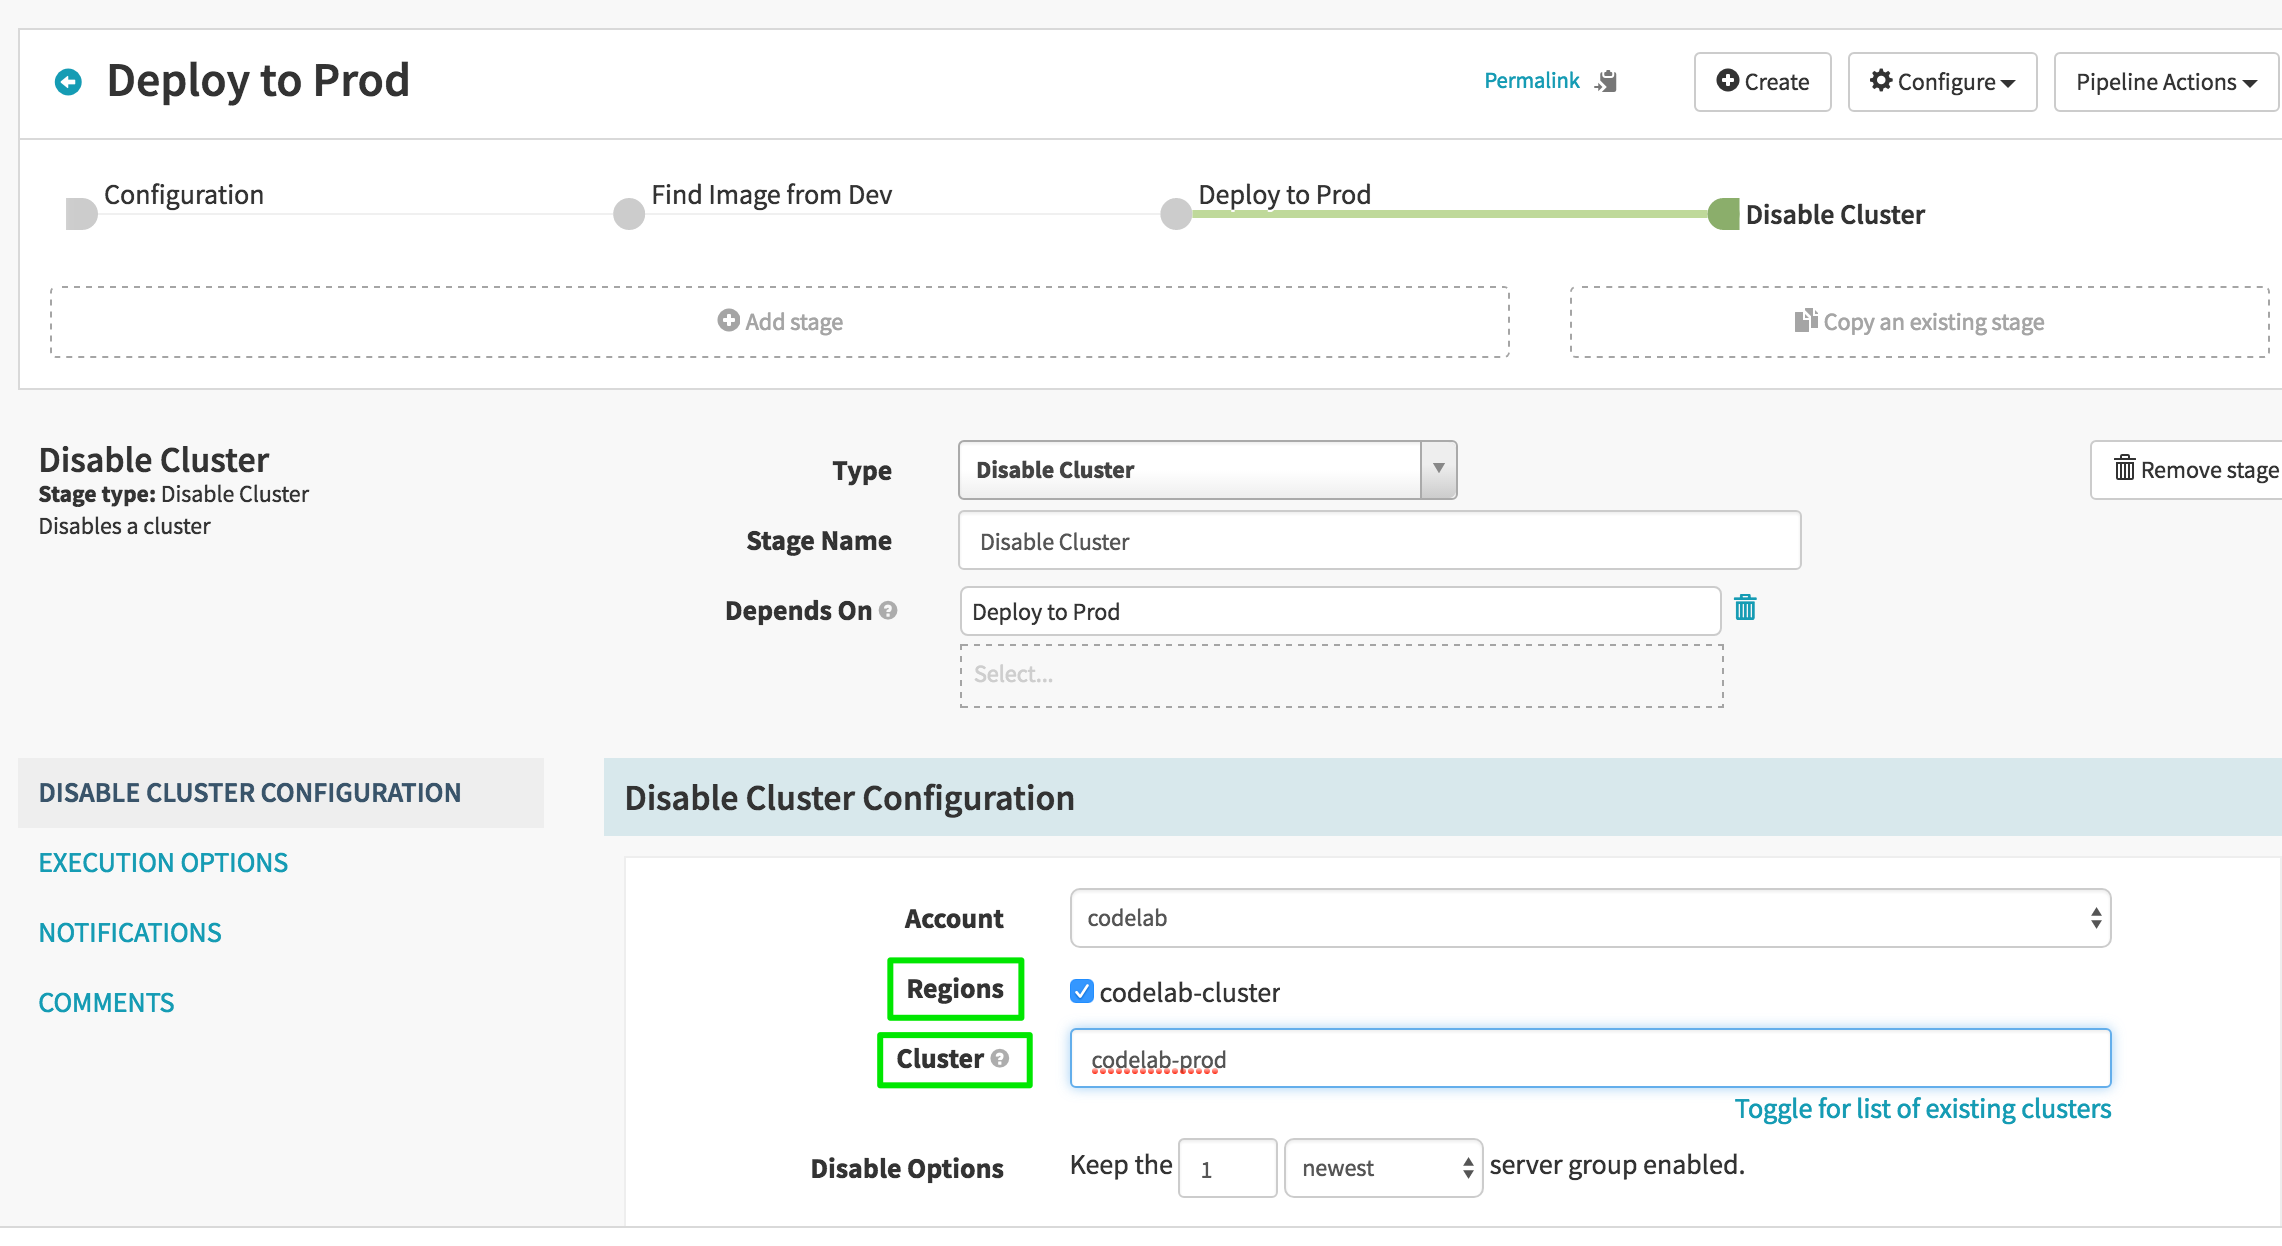 Deploy to Prod
Permalink
Create
Configure
Pipeline Actions
Configuration
Find Image from Dev
Deploy to Prod
Disable Cluster
Add stage
Copy an existing stage
Disable Cluster
Stage type: Disable Cluster
Disables a cluster
Type
Disable Cluster
Remove stage
Stage Name
Disable Cluster
Depends On ?
Deploy to Prod
Select...
DISABLE CLUSTER CONFIGURATION
EXECUTION OPTIONS
NOTIFICATIONS
COMMENTS
Disable Cluster Configuration
Account
codelab
Regions
codelab-cluster
Cluster ?
codelab-prod
Toggle for list of existing clusters
Disable Options
Keep the 1 newest server group enabled.